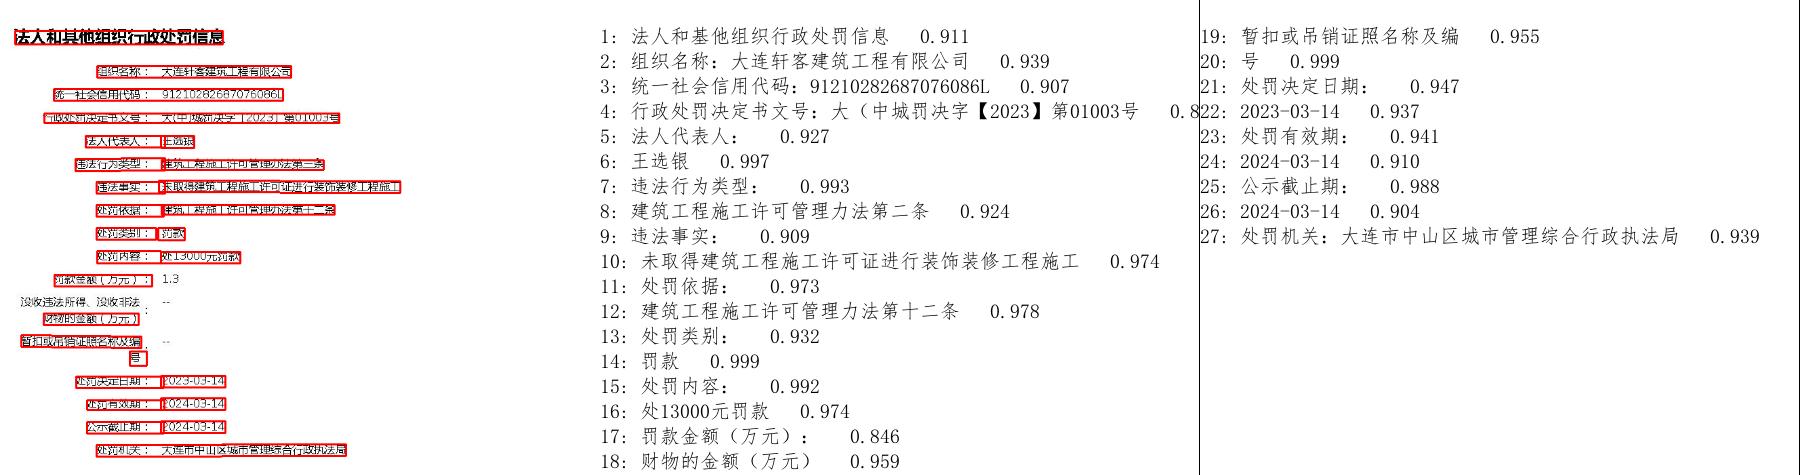 法人和其他组织行政处罚信息
组织名称： 大连轩客建筑工程有限公司
统一社会信用代码： 91210282687076086L
行政处罚决定书文号： 大(中)城罚决字【2023】第01003号
法人代表人： 王选银
违法行为类型： 建筑工程施工许可管理办法第三条
违法事实： 未取得建筑工程施工许可证进行装饰装修工程施工
处罚依据： 建筑工程施工许可管理办法第十二条
处罚类别： 罚款
处罚内容： 处13000元罚款
罚款金额（万元）： 1.3
没收违法所得、没收非法财物的金额（万元）： --
暂扣或吊销证照名称及编号： --
处罚决定日期： 2023-03-14
处罚有效期： 2024-03-14
公示截止期： 2024-03-14
处罚机关： 大连市中山区城市管理综合行政执法局
1: 法人和基他组织行政处罚信息 0.911
2: 组织名称: 大连轩客建筑工程有限公司 0.939
3: 统一社会信用代码: 91210282687076086L 0.907
4: 行政处罚决定书文号: 大（中城罚决字【2023】第01003号 0.8
5: 法人代表人: 0.927
6: 王选银 0.997
7: 违法行为类型: 0.993
8: 建筑工程施工许可管理力法第二条 0.924
9: 违法事实: 0.909
10: 未取得建筑工程施工许可证进行装饰装修工程施工 0.974
11: 处罚依据: 0.973
12: 建筑工程施工许可管理力法第十二条 0.978
13: 处罚类别: 0.932
14: 罚款 0.999
15: 处罚内容: 0.992
16: 处13000元罚款 0.974
17: 罚款金额（万元）: 0.846
18: 财物的金额（万元） 0.959
19: 暂扣或吊销证照名称及编 0.955
20: 号 0.999
21: 处罚决定日期: 0.947
22: 2023-03-14 0.937
23: 处罚有效期: 0.941
24: 2024-03-14 0.910
25: 公示截止期: 0.988
26: 2024-03-14 0.904
27: 处罚机关: 大连市中山区城市管理综合行政执法局 0.939